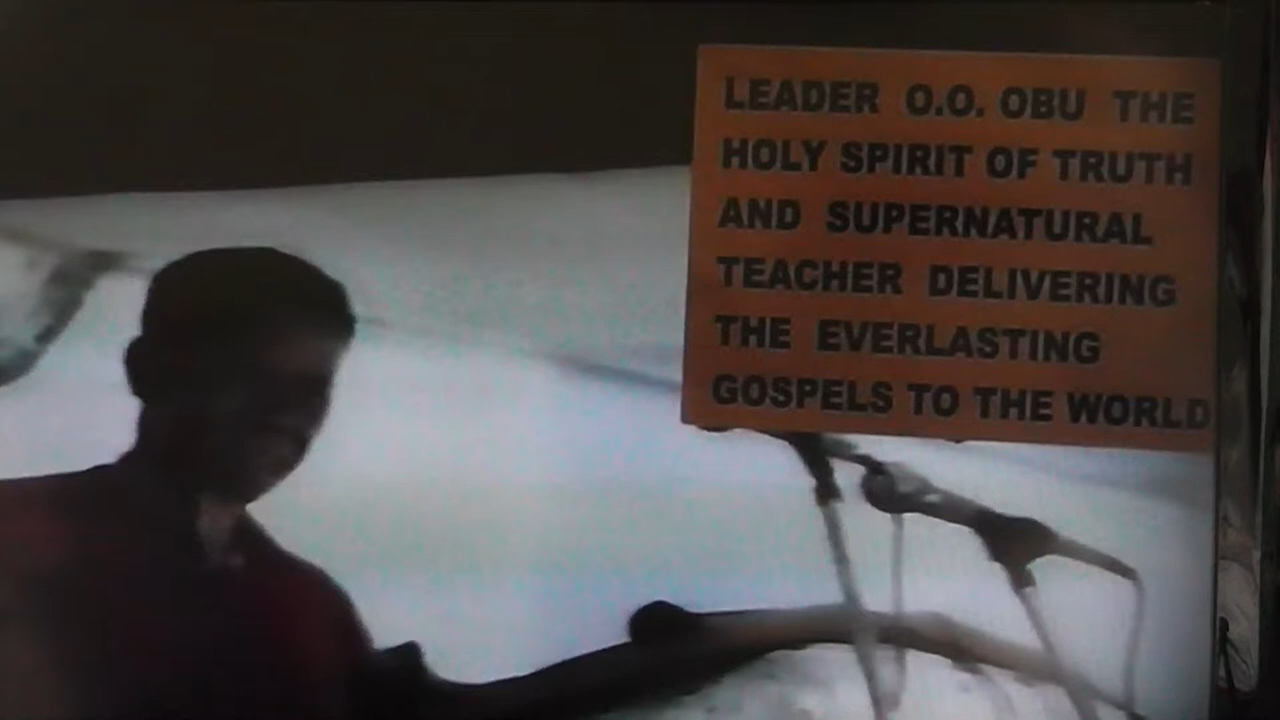 LEADER O.O. OBU THE
HOLY SPIRIT OF TRUTH
AND SUPERNATURAL
TEACHER DELIVERING
THE EVERLASTING
GOSPELS TO THE WORLD